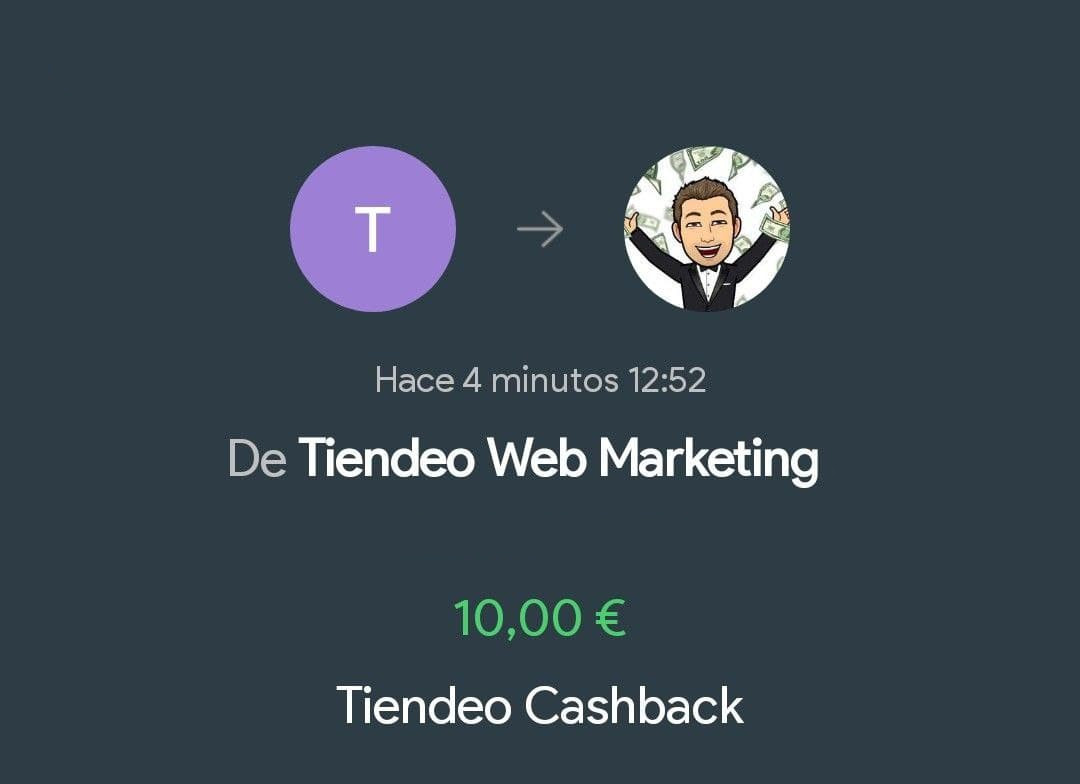 T
Hace 4 minutos 12:52
De Tiendeo Web Marketing
10,00 €
Tiendeo Cashback